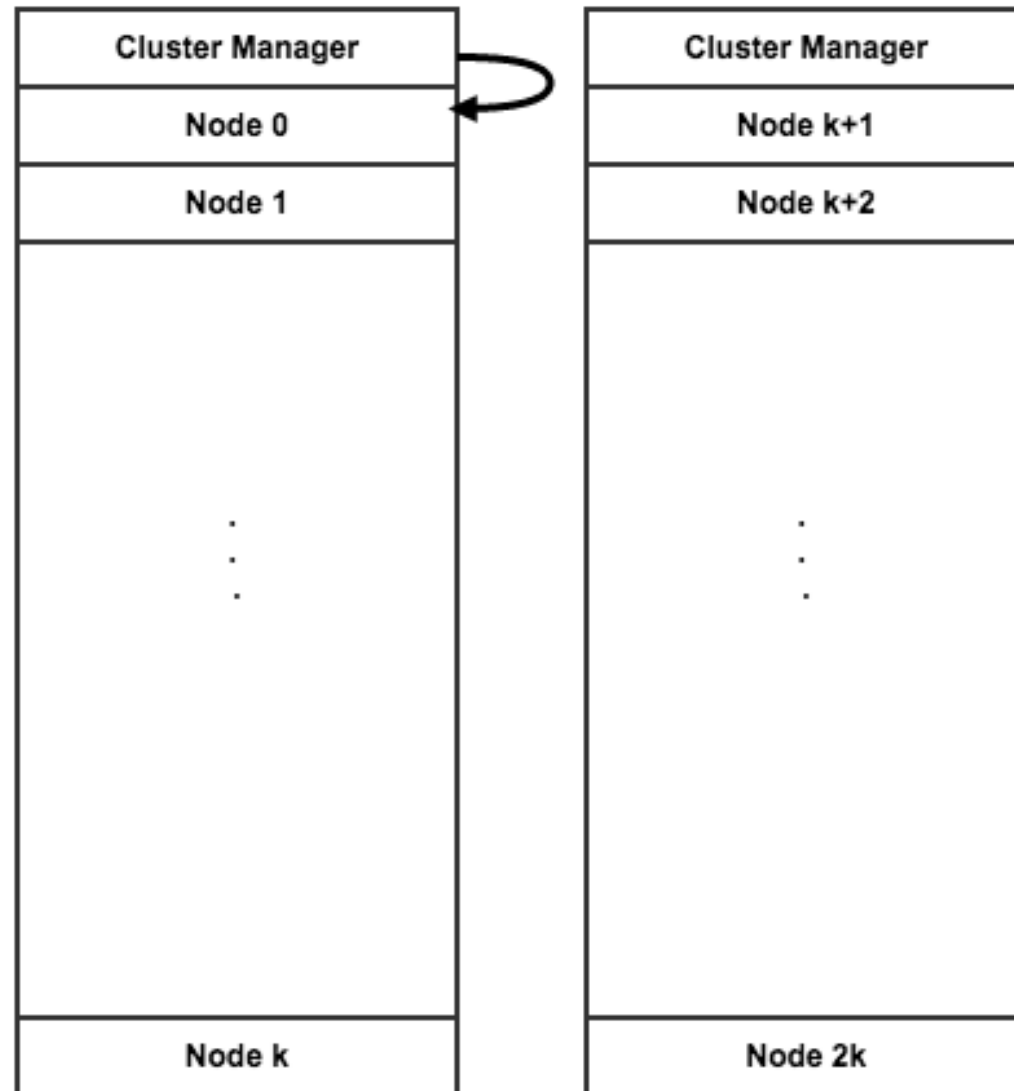 Cluster Manager
Node 0
Node 1
.
.
.
Node k
Cluster Manager
Node k+1
Node k+2
.
.
.
Node 2k